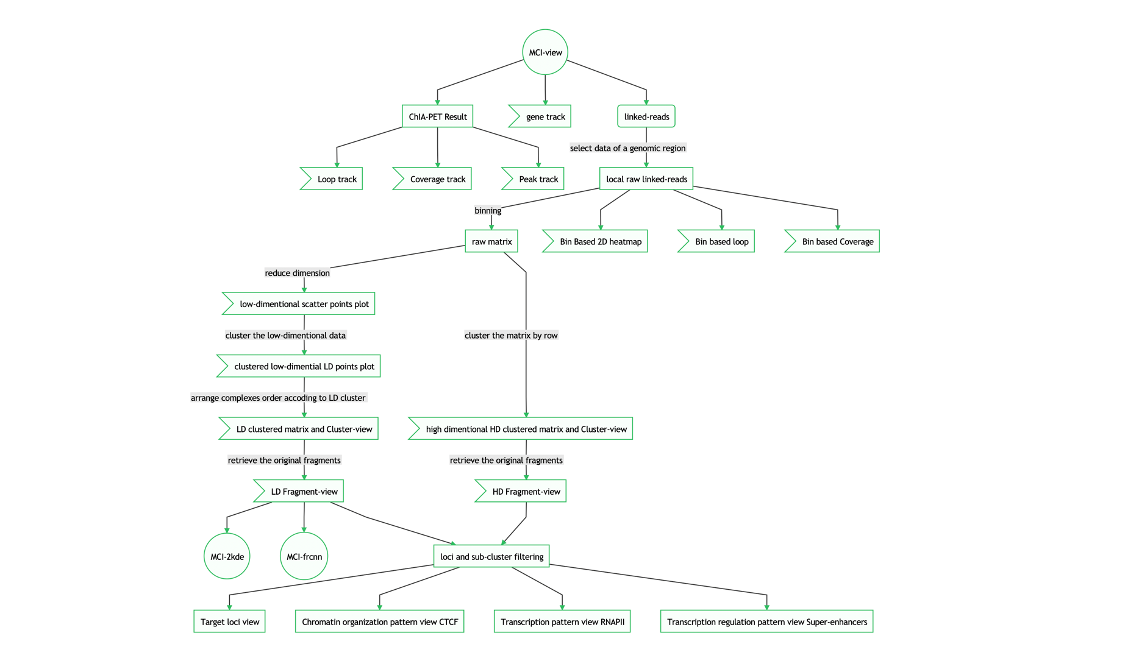 MCI-view
ChIA-PET Result
gene track
linked-reads
select data of a genomic region
Loop track
Coverage track
Peak track
local raw linked-reads
binning
raw matrix
Bin Based 2D heatmap
Bin based loop
Bin based Coverage
reduce dimension
low-dimentional scatter points plot
cluster the low-dimentional data
cluster the matrix by row
clustered low-dimential LD points plot
arrange complexes order accoding to LD cluster
LD clustered matrix and Cluster-view
high dimentional HD clustered matrix and Cluster-view
retrieve the original fragments
retrieve the original fragments
LD Fragment-view
HD Fragment-view
MCI-2kde
MCI-frcnn
loci and sub-cluster filtering
Target loci view
Chromatin organization pattern view CTCF
Transcription pattern view RNAPII
Transcription regulation pattern view Super-enhancers